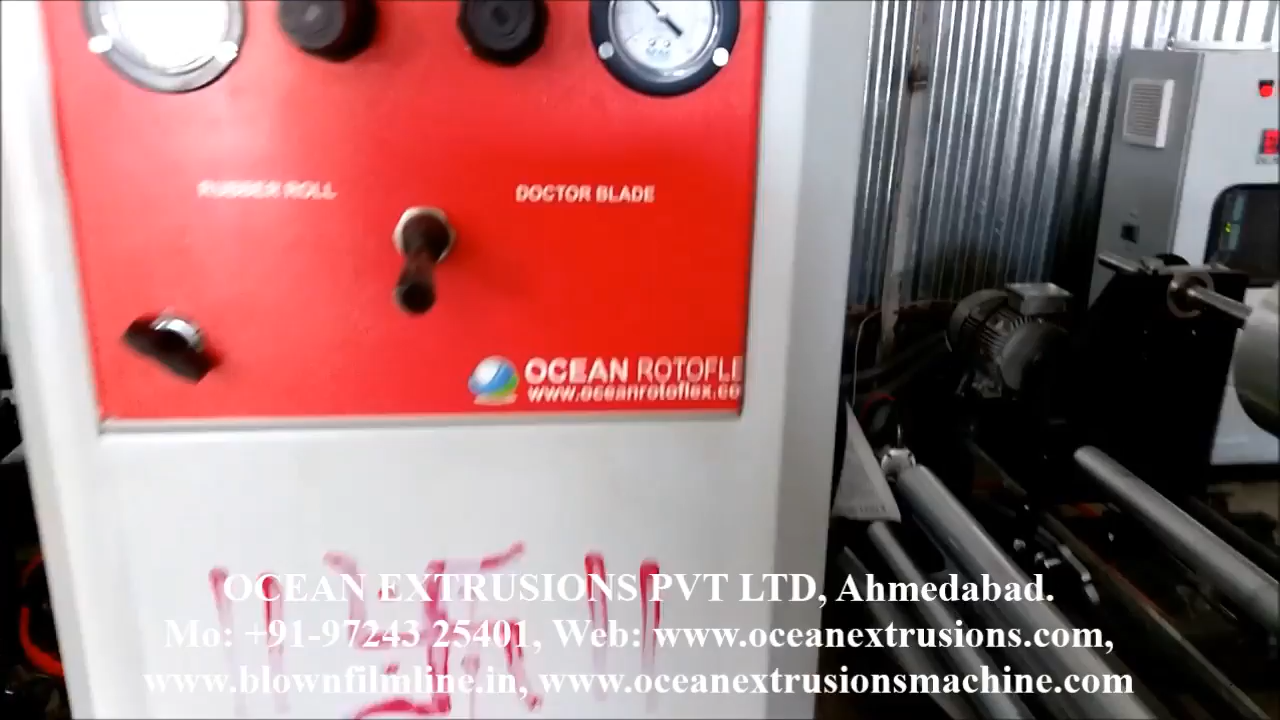 RUBBER ROLL
DOCTOR BLADE
OCEAN ROTOFLE
www.oceanrotoflex.co
OCEAN EXTRUSIONS PVT LTD, Ahmedabad.
Mo: +91-97243 25401, Web: www.oceanextrusions.com,
www.blownfilmline.in, www.oceanextrusionsmachine.com